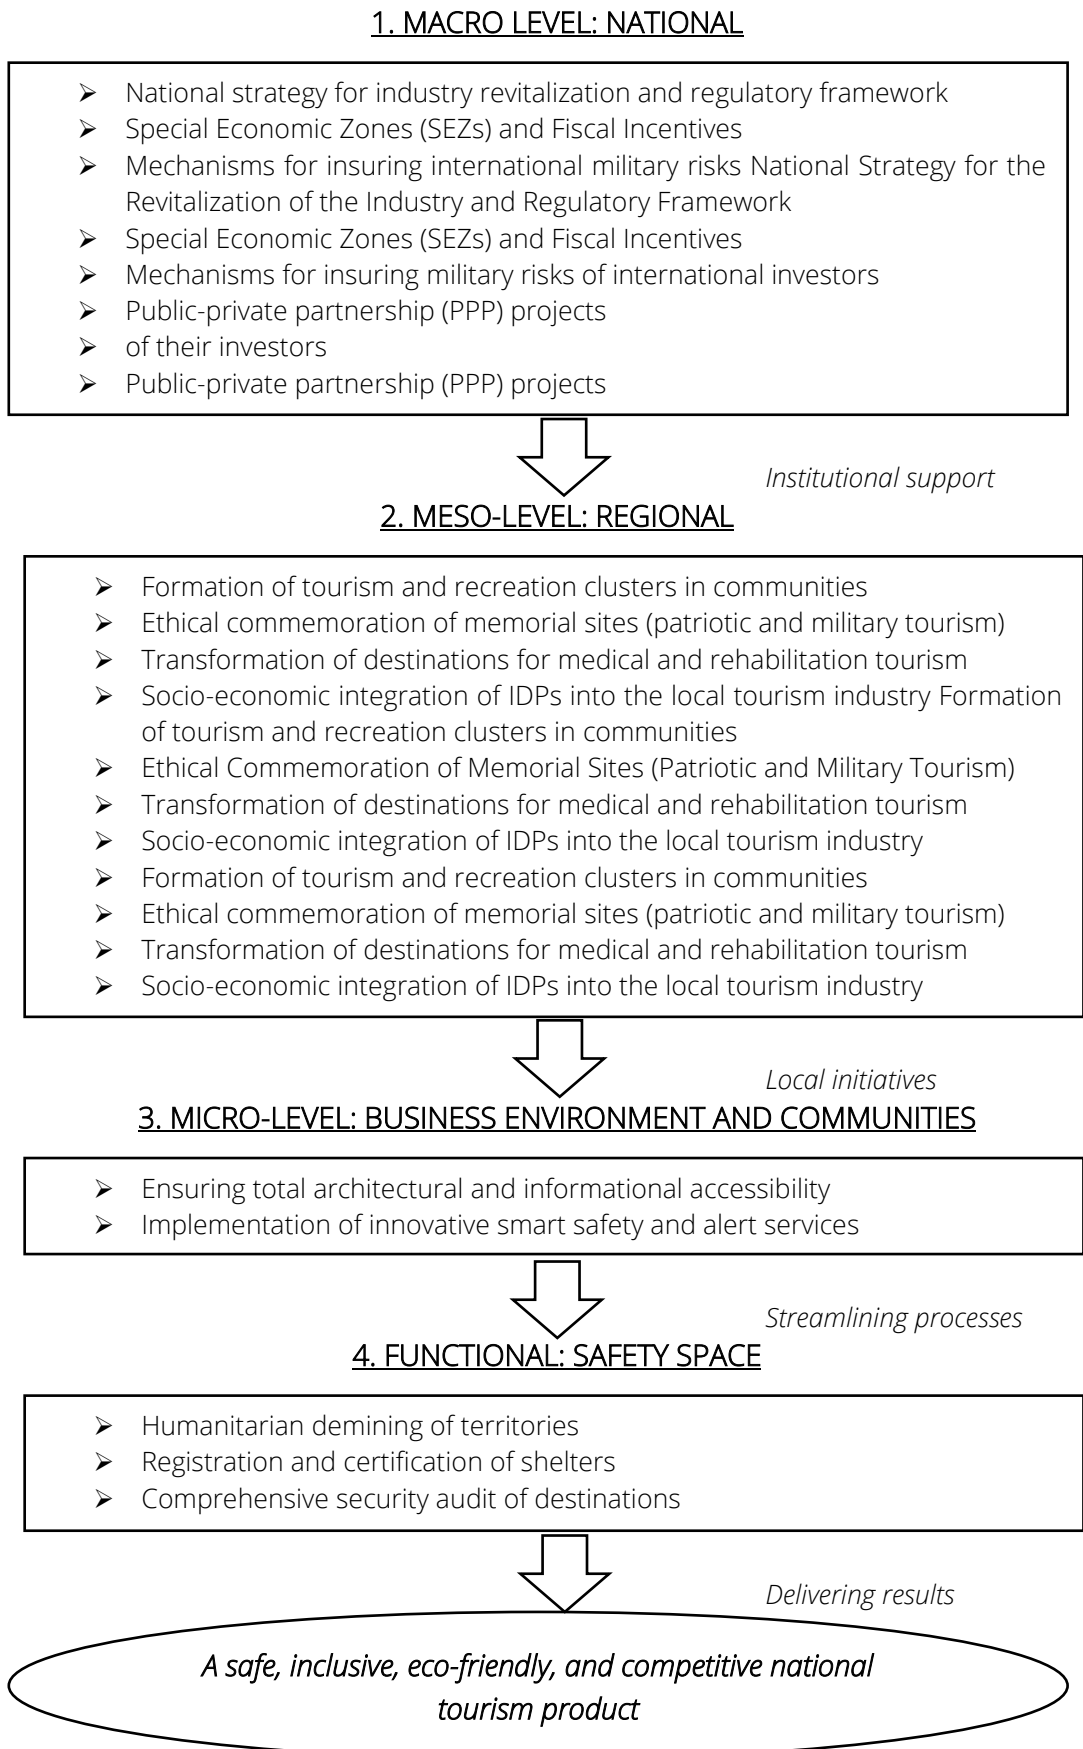 1. MACRO LEVEL: NATIONAL
➢ National strategy for industry revitalization and regulatory framework
➢ Special Economic Zones (SEZs) and Fiscal Incentives
➢ Mechanisms for insuring international military risks National Strategy for the
Revitalization of the Industry and Regulatory Framework
➢ Special Economic Zones (SEZs) and Fiscal Incentives
➢ Mechanisms for insuring military risks of international investors
➢ Public-private partnership (PPP) projects
➢ of their investors
➢ Public-private partnership (PPP) projects
Institutional support
2. MESO-LEVEL: REGIONAL
➢ Formation of tourism and recreation clusters in communities
➢ Ethical commemoration of memorial sites (patriotic and military tourism)
➢ Transformation of destinations for medical and rehabilitation tourism
➢ Socio-economic integration of IDPs into the local tourism industry Formation
of tourism and recreation clusters in communities
➢ Ethical Commemoration of Memorial Sites (Patriotic and Military Tourism)
➢ Transformation of destinations for medical and rehabilitation tourism
➢ Socio-economic integration of IDPs into the local tourism industry
➢ Formation of tourism and recreation clusters in communities
➢ Ethical commemoration of memorial sites (patriotic and military tourism)
➢ Transformation of destinations for medical and rehabilitation tourism
➢ Socio-economic integration of IDPs into the local tourism industry
Local initiatives
3. MICRO-LEVEL: BUSINESS ENVIRONMENT AND COMMUNITIES
➢ Ensuring total architectural and informational accessibility
➢ Implementation of innovative smart safety and alert services
Streamlining processes
4. FUNCTIONAL: SAFETY SPACE
➢ Humanitarian demining of territories
➢ Registration and certification of shelters
➢ Comprehensive security audit of destinations
Delivering results
A safe, inclusive, eco-friendly, and competitive national
tourism product